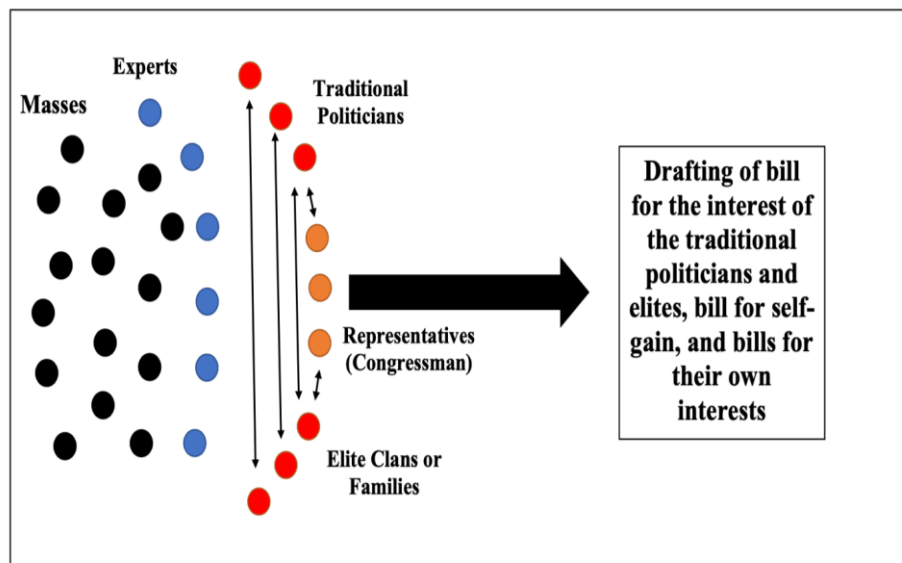 Experts
Masses
Traditional
Politicians
Representatives
(Congressman)
Elite Clans or
Families
Drafting of bill
for the interest of
the traditional
politicians and
elites, bill for self-
gain, and bills for
their own
interests